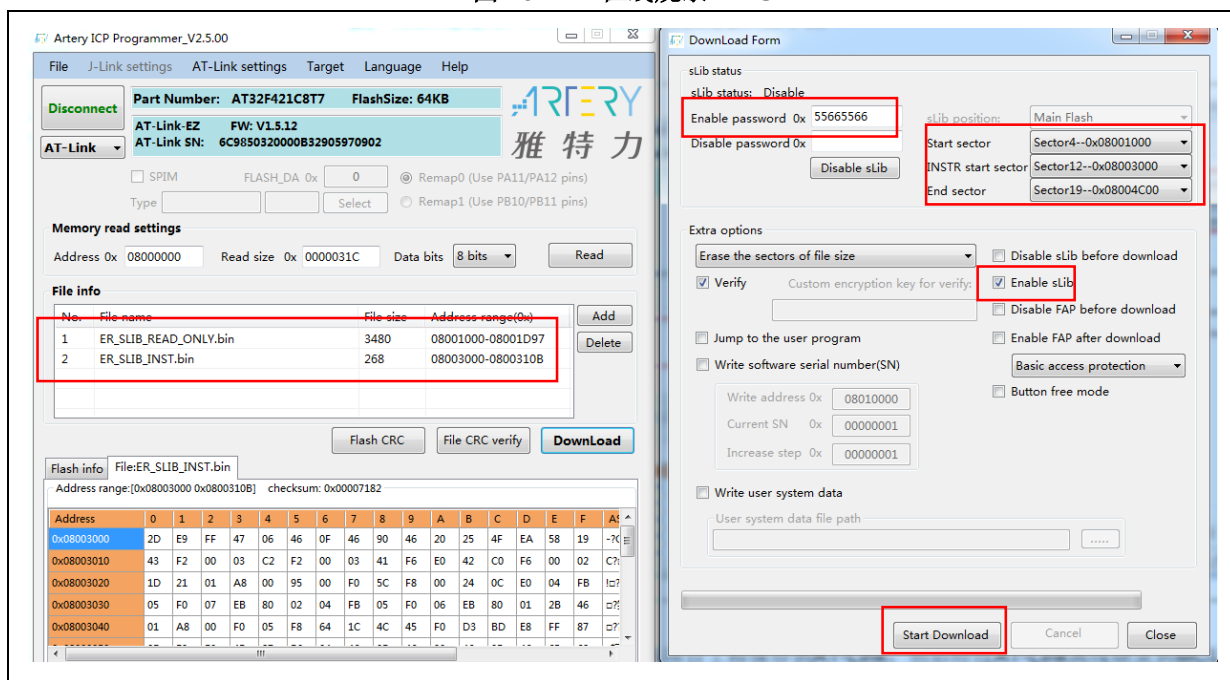 Artery ICP Programmer_V2.5.00
File J-Link settings AT-Link settings Target Language Help
Disconnect
Part Number: AT32F421C8T7 FlashSize: 64KB
AT-Link-EZ FW: V1.5.12
AT-Link SN: 6C9850320000B32905970902
AT-Link
ARTERY
雅特力
SPIM FLASH_DA 0x 0 Remap0 (Use PA11/PA12 pins)
Type Select Remap1 (Use PB10/PB11 pins)
Memory read settings
Address 0x 08000000 Read size 0x 0000031C Data bits 8 bits Read
File info
No. File name File size Address range(0x) Add
1 ER_SLIB_READ_ONLY.bin 3480 08001000-08001D97
2 ER_SLIB_INST.bin 268 08003000-0800310B
Delete
Flash CRC File CRC verify DownLoad
Flash info File:ER_SLIB_INST.bin
Address range:[0x08003000 0x0800310B] checksum: 0x00007182
Address 0 1 2 3 4 5 6 7 8 9 A B C D E F
0x08003000 2D E9 FF 47 06 46 0F 46 90 46 20 25 4F EA 58 19
0x08003010 43 F2 00 03 C2 F2 00 03 41 F6 E0 42 C0 F6 00 02
0x08003020 1D 21 01 A8 00 95 00 F0 5C F8 00 24 0C E0 04 FB
0x08003030 05 F0 07 EB 80 02 04 FB 05 F0 06 EB 80 01 2B 46
0x08003040 01 A8 00 F0 05 F8 64 1C 4C 45 F0 D3 BD E8 FF 87
DownLoad Form
sLib status
sLib status: Disable
Enable password 0x 55665566 sLib position: Main Flash
Disable password 0x Start sector Sector4--0x08001000
Disable sLib INSTR start sector Sector12--0x08003000
End sector Sector19--0x08004C00
Extra options
Erase the sectors of file size Disable sLib before download
Verify Custom encryption key for verify: Enable sLib
Disable FAP before download
Jump to the user program Enable FAP after download
Write software serial number(SN) Basic access protection
Write address 0x 08010000 Button free mode
Current SN 0x 00000001
Increase step 0x 00000001
Write user system data
User system data file path
.....
Start Download Cancel Close